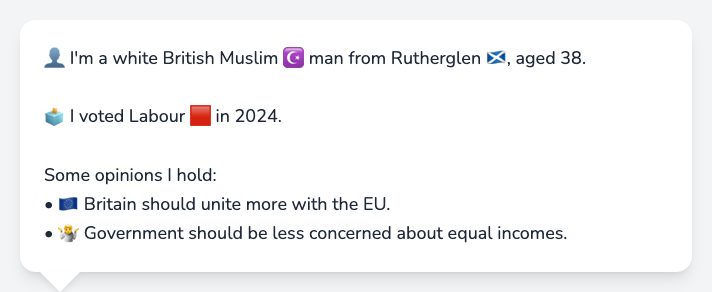 👤 I'm a white British Muslim ☪️ man from Rutherglen 🏴󠁧󠁢󠁳󠁣󠁴󠁿, aged 38.
🗳️ I voted Labour 🟥 in 2024.
Some opinions I hold:
• 🇪🇺 Britain should unite more with the EU.
• 🤷 Government should be less concerned about equal incomes.